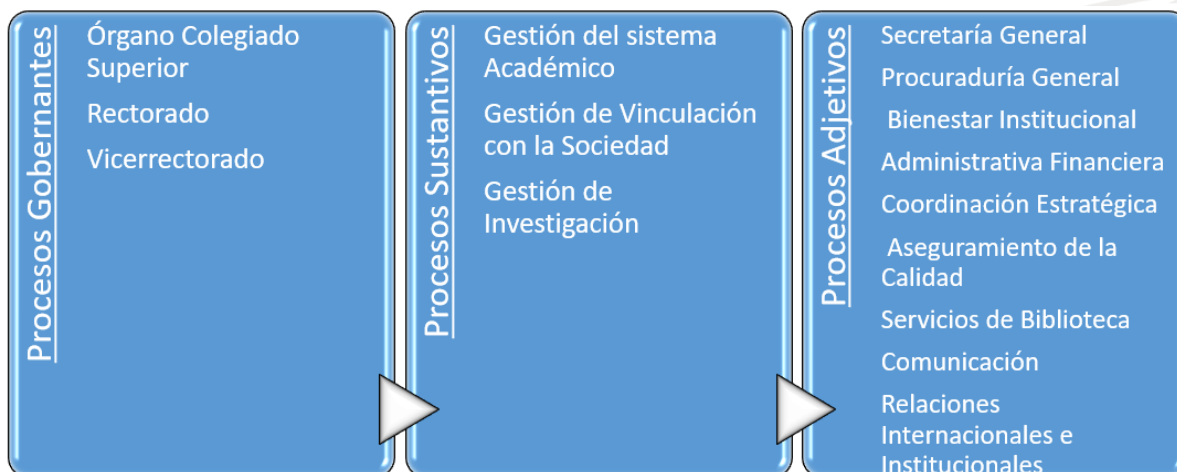 Procesos Gobernantes
Órgano Colegiado
Superior
Rectorado
Vicerrectorado
Procesos Sustantivos
Gestión del sistema
Académico
Gestión de Vinculación
con la Sociedad
Gestión de
Investigación
Procesos Adjetivos
Secretaría General
Procuraduría General
Bienestar Institucional
Administrativa Financiera
Coordinación Estratégica
Aseguramiento de la
Calidad
Servicios de Biblioteca
Comunicación
Relaciones
Internacionales e
Institucionales